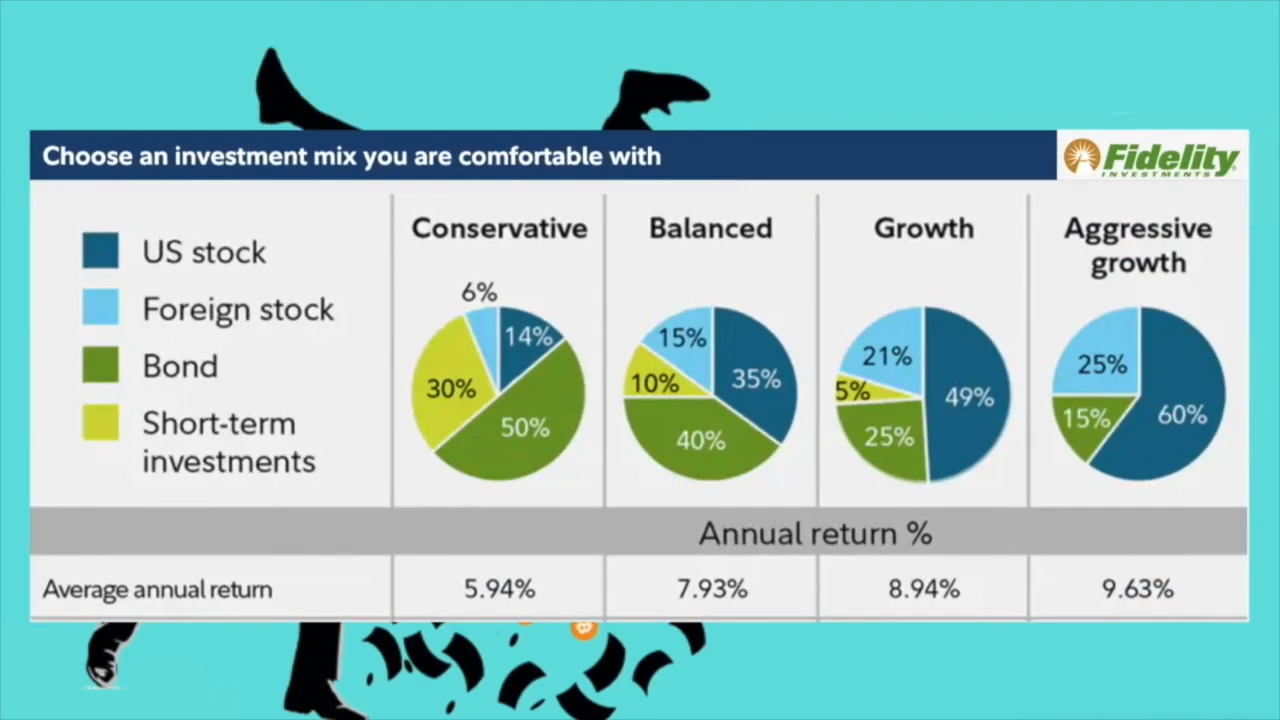 Choose an investment mix you are comfortable with
Fidelity
INVESTMENTS
US stock
Foreign stock
Bond
Short-term
investments
Conservative
6%
14%
30%
50%
Balanced
15%
35%
10%
40%
Growth
21%
49%
5%
25%
Aggressive
growth
25%
60%
15%
Annual return %
Average annual return
5.94%
7.93%
8.94%
9.63%